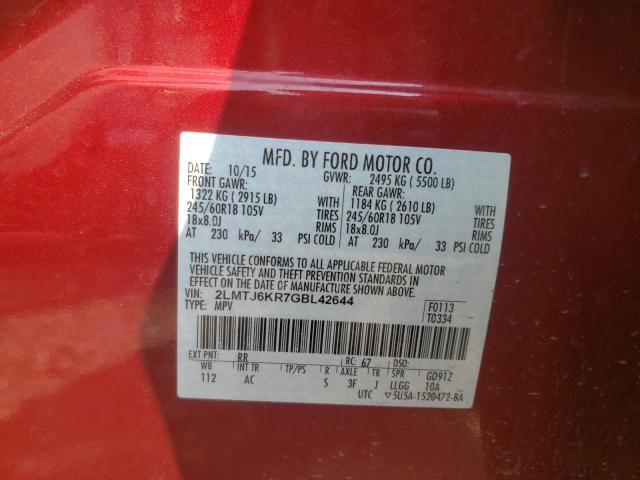 MFD. BY FORD MOTOR CO.
DATE: 10/15 GVWR: 2495 KG ( 5500 LB)
FRONT GAWR: REAR GAWR:
1322 KG ( 2915 LB) WITH 1184 KG ( 2610 LB) WITH
245/60R18 105V TIRES 245/60R18 105V TIRES
18x8.0J RIMS 18x8.0J RIMS
AT 230 kPa/ 33 PSI COLD AT 230 kPa/ 33 PSI COLD
THIS VEHICLE CONFORMS TO ALL APPLICABLE FEDERAL MOTOR
VEHICLE SAFETY AND THEFT PREVENTION STANDARDS IN
EFFECT ON THE DATE OF MANUFACTURE SHOWN ABOVE.
VIN: 2LMTJ6KR7GBL42644 F0113
TYPE: MPV T0334
EXT PNT: RR RC: 67 DSO:
WB INT TR TP/PS R AXLE TR SPR GD91Z
112 AC S 3F J LLGG 10A
UTC ▽5U5A-1520472-BA